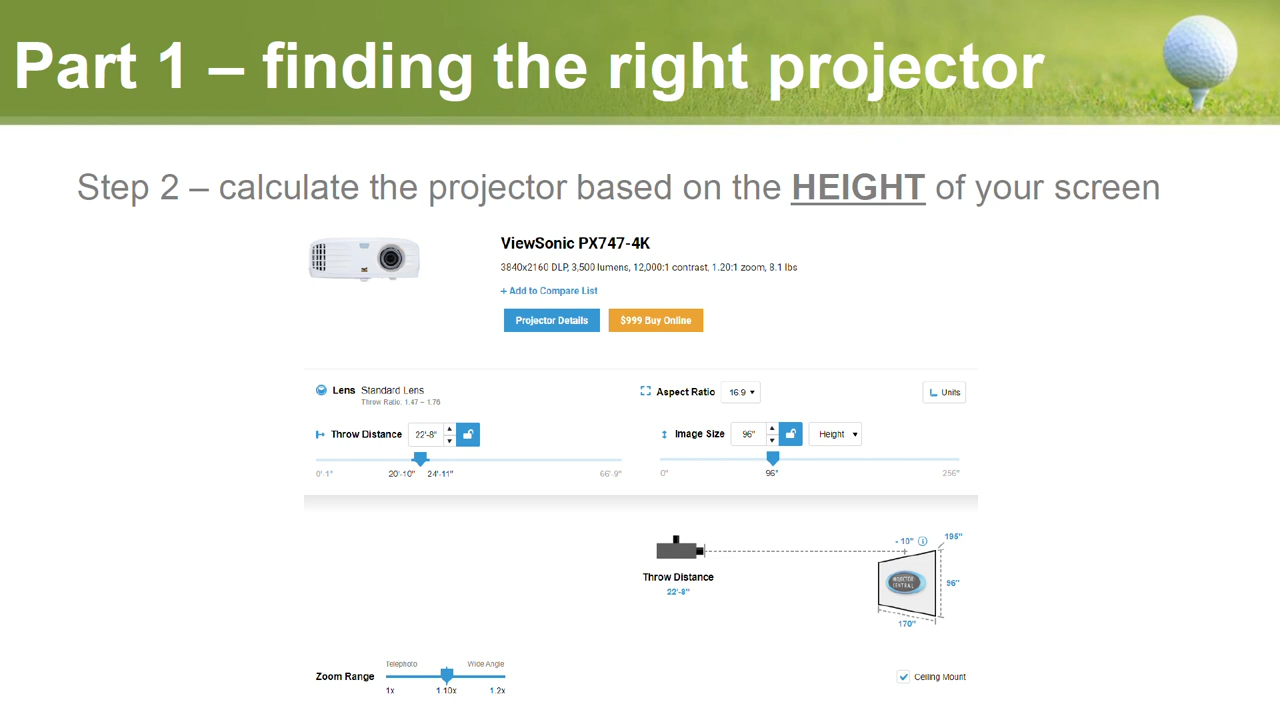 Part 1 – finding the right projector
Step 2 – calculate the projector based on the HEIGHT of your screen
ViewSonic PX747-4K
3840x2160 DLP, 3,500 lumens, 12,000:1 contrast, 1.20:1 zoom, 8.1 lbs
+ Add to Compare List
Projector Details $999 Buy Online
Lens Standard Lens Aspect Ratio 16:9 Units
Throw Ratio: 1.47 – 1.76
Throw Distance 22'-8" Image Size 96" Height
0'-1" 20'-10" 24'-11" 66'-9" 0" 96" 256"
- 10" 195"
Throw Distance
22'-8"
PROJECTOR
CENTRAL
96"
170"
Telephoto Wide Angle
Zoom Range Ceiling Mount
1x 1.10x 1.2x